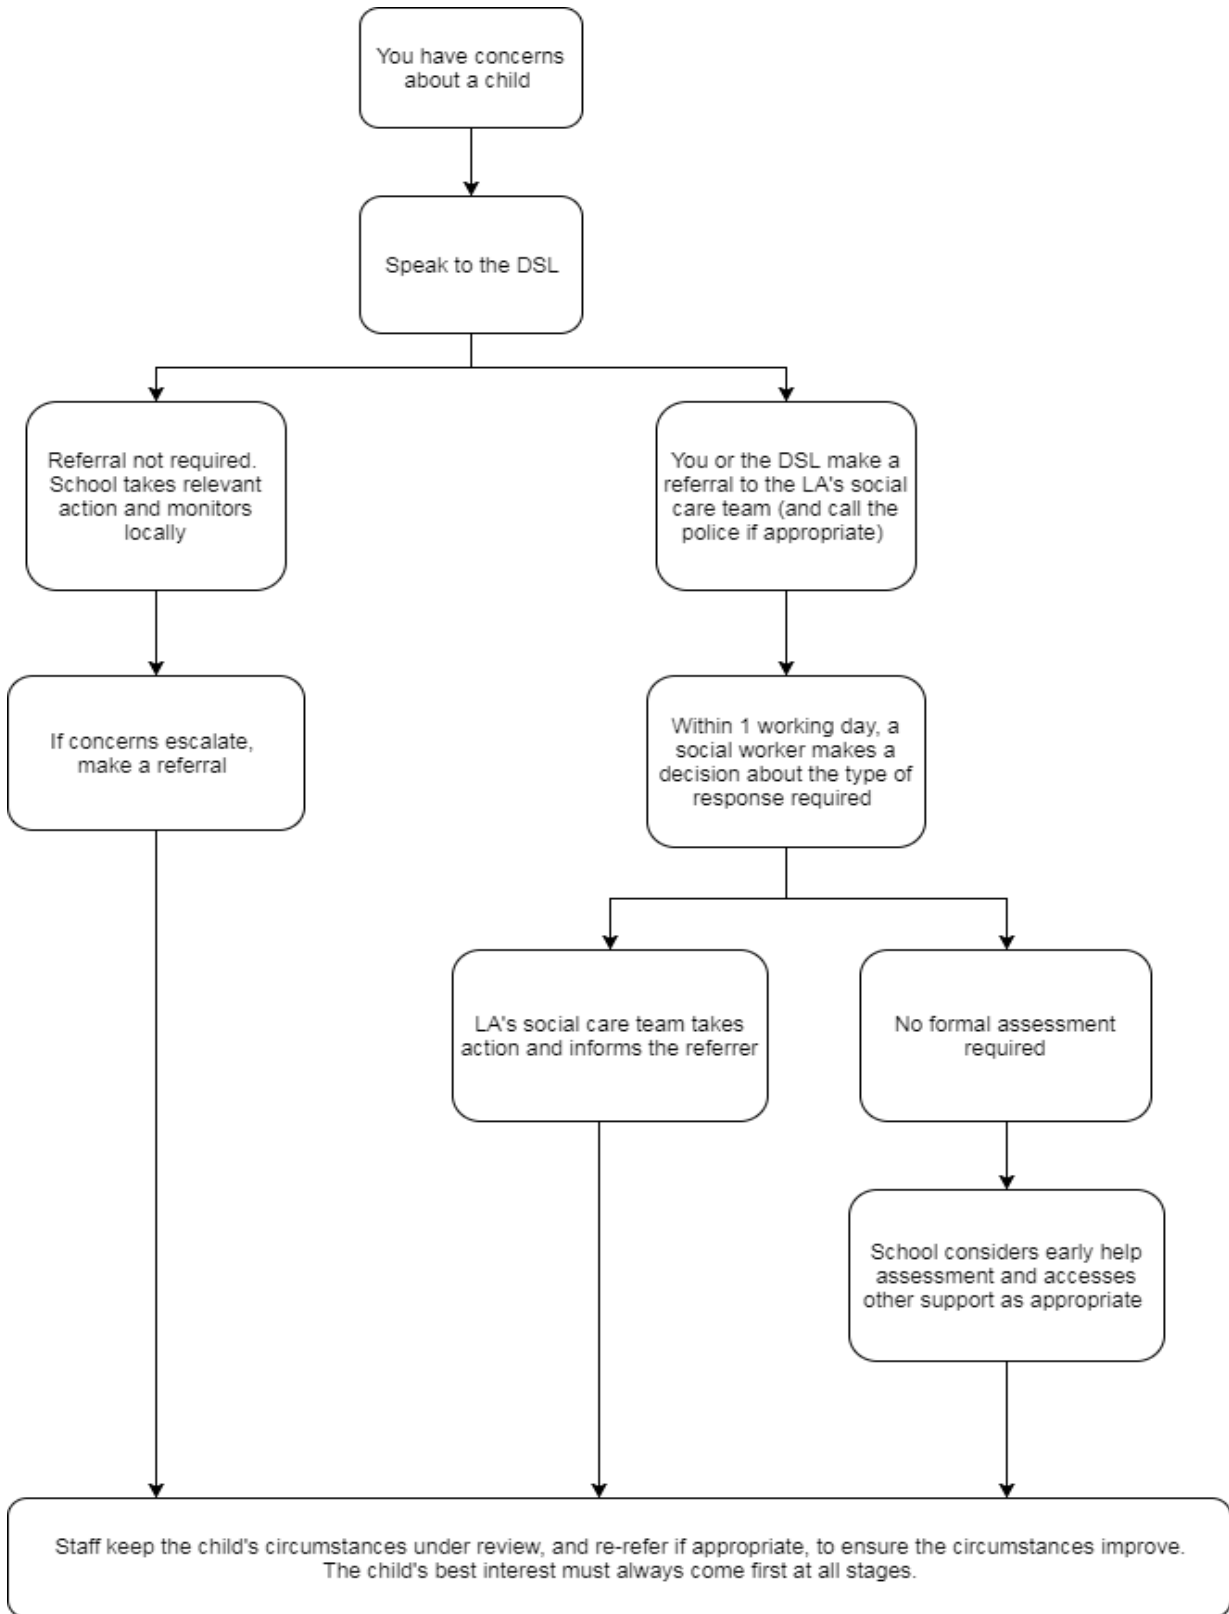 You have concerns
about a child
Speak to the DSL
Referral not required.
School takes relevant
action and monitors
locally
You or the DSL make a
referral to the LA's social
care team (and call the
police if appropriate)
If concerns escalate,
make a referral
Within 1 working day, a
social worker makes a
decision about the type of
response required
LA's social care team takes
action and informs the referrer
No formal assessment
required
School considers early help
assessment and accesses
other support as appropriate
Staff keep the child's circumstances under review, and re-refer if appropriate, to ensure the circumstances improve.
The child's best interest must always come first at all stages.